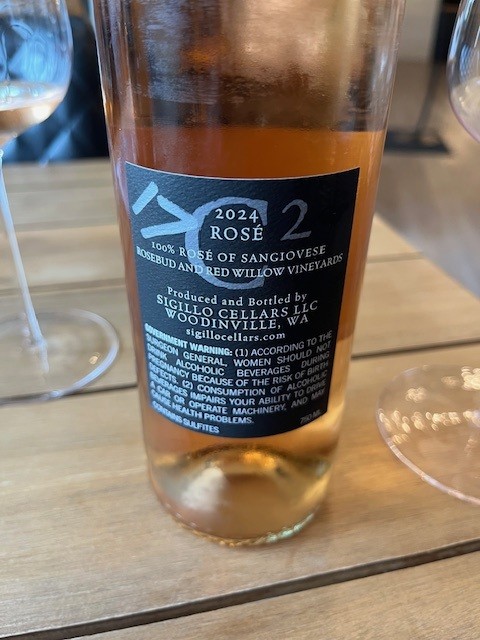 2024
ROSÉ
C 2
100% ROSÉ OF SANGIOVESE
ROSEBUD AND RED WILLOW VINEYARDS
Produced and Bottled by
SIGILLO CELLARS LLC
WOODINVILLE, WA
sigillocellars.com
GOVERNMENT WARNING: (1) ACCORDING TO THE
SURGEON GENERAL, WOMEN SHOULD NOT
DRINK ALCOHOLIC BEVERAGES DURING
PREGNANCY BECAUSE OF THE RISK OF BIRTH
DEFECTS. (2) CONSUMPTION OF ALCOHOLIC
BEVERAGES IMPAIRS YOUR ABILITY TO DRIVE
A CAR OR OPERATE MACHINERY, AND MAY
CAUSE HEALTH PROBLEMS.
CONTAINS SULFITES 750 ML